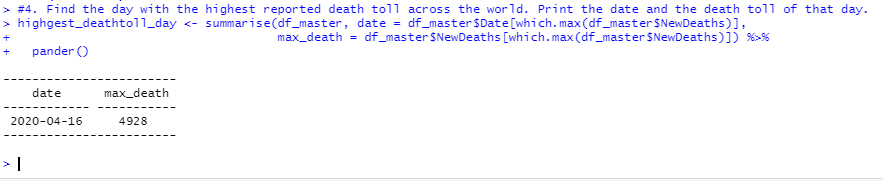 > #4. Find the day with the highest reported death toll across the world. Print the date and the death toll of that day.
> highgest_deathtoll_day <- summarise(df_master, date = df_master$Date[which.max(df_master$NewDeaths)],
+                                     max_death = df_master$NewDeaths[which.max(df_master$NewDeaths)]) %>%
+   pander()

------------------------
    date      max_death
------------ -----------
 2020-04-16     4928
------------------------

> |